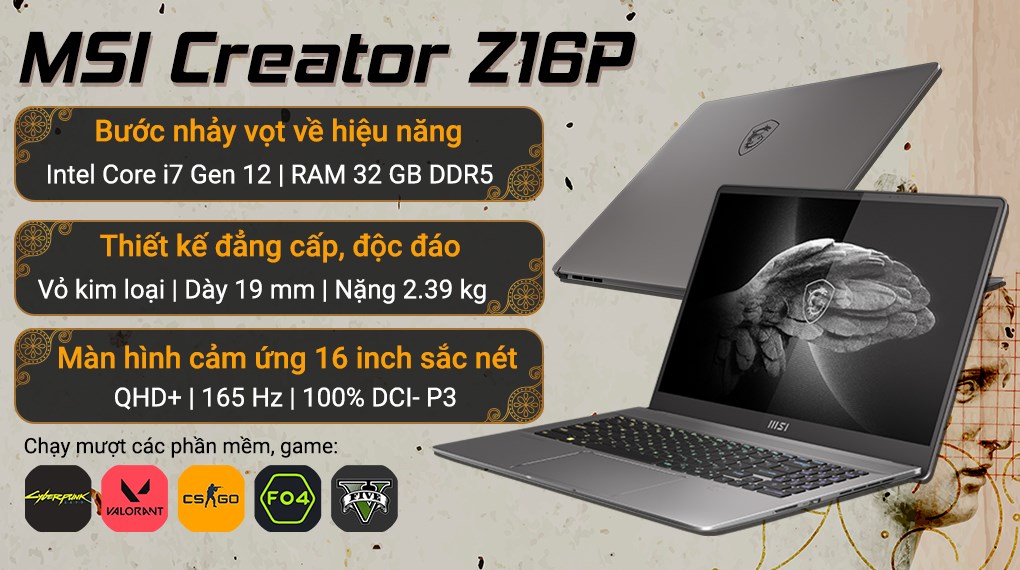 MSI Creator Z16P
Bước nhảy vọt về hiệu năng
Intel Core i7 Gen 12 | RAM 32 GB DDR5
Thiết kế đẳng cấp, độc đáo
Vỏ kim loại | Dày 19 mm | Nặng 2.39 kg
Màn hình cảm ứng 16 inch sắc nét
QHD+ | 165 Hz | 100% DCI- P3
Chạy mượt các phần mềm, game:
Cyberpunk
VALORANT
CS GO
FO4
V
FIVE
msi